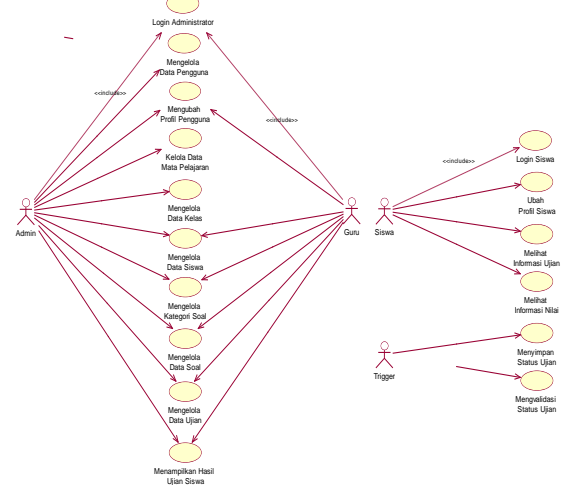 Login Administrator
Mengelola
Data Pengguna
<<include>>
Mengubah
Profil Pengguna
<<include>>
Kelola Data
Mata Pelajaran
Mengelola
Data Kelas
Admin
Mengelola
Data Siswa
Guru
Mengelola
Kategori Soal
Mengelola
Data Soal
Mengelola
Data Ujian
Menampilkan Hasil
Ujian Siswa
<<include>>
Login Siswa
Ubah
Profil Siswa
Siswa
Melihat
Informasi Ujian
Melihat
Informasi Nilai
Menyimpan
Status Ujian
Trigger
Mengvalidasi
Status Ujian